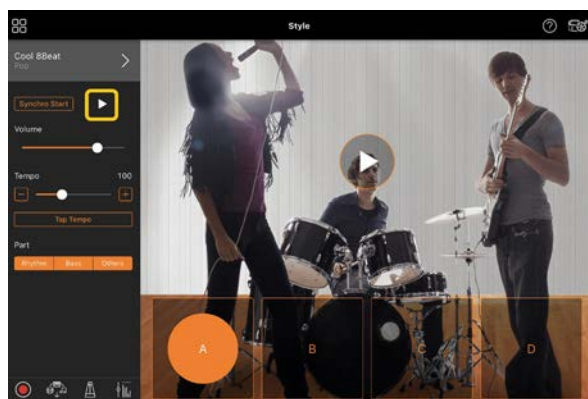 Style
Cool 8Beat
Pop
Synchro Start
Volume
Tempo 100
Tap Tempo
Part
Rhythm Bass Others
A B C D